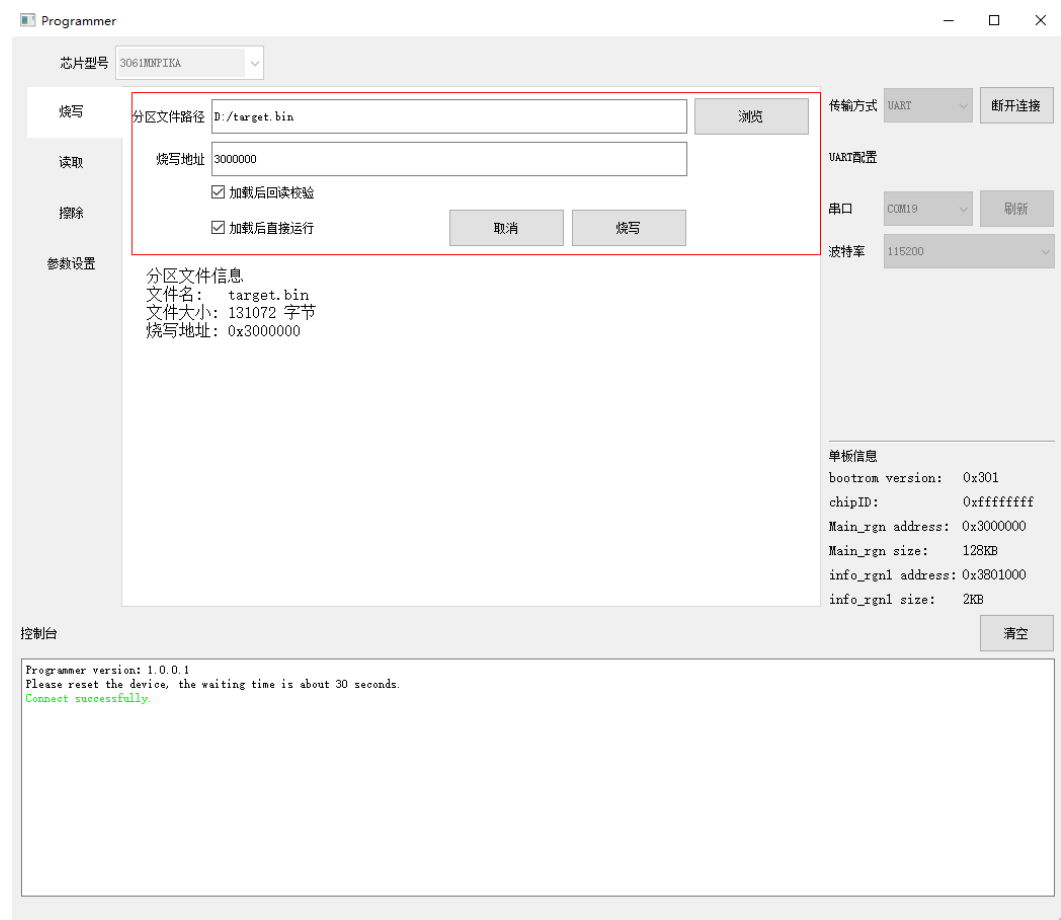 Programmer
芯片型号 3061MNPIKA
烧写
读取
擦除
参数设置
分区文件路径 D:/target.bin 浏览
烧写地址 3000000
加载后回读校验
加载后直接运行 取消 烧写
分区文件信息
文件名: target.bin
文件大小: 131072 字节
烧写地址: 0x3000000
传输方式 UART 断开连接
UART配置
串口 COM19 刷新
波特率 115200
单板信息
bootrom version: 0x301
chipID: 0xffffffff
Main_rgn address: 0x3000000
Main_rgn size: 128KB
info_rgn1 address: 0x3801000
info_rgn1 size: 2KB
控制台 清空
Programmer version: 1.0.0.1
Please reset the device, the waiting time is about 30 seconds.
Connect successfully.